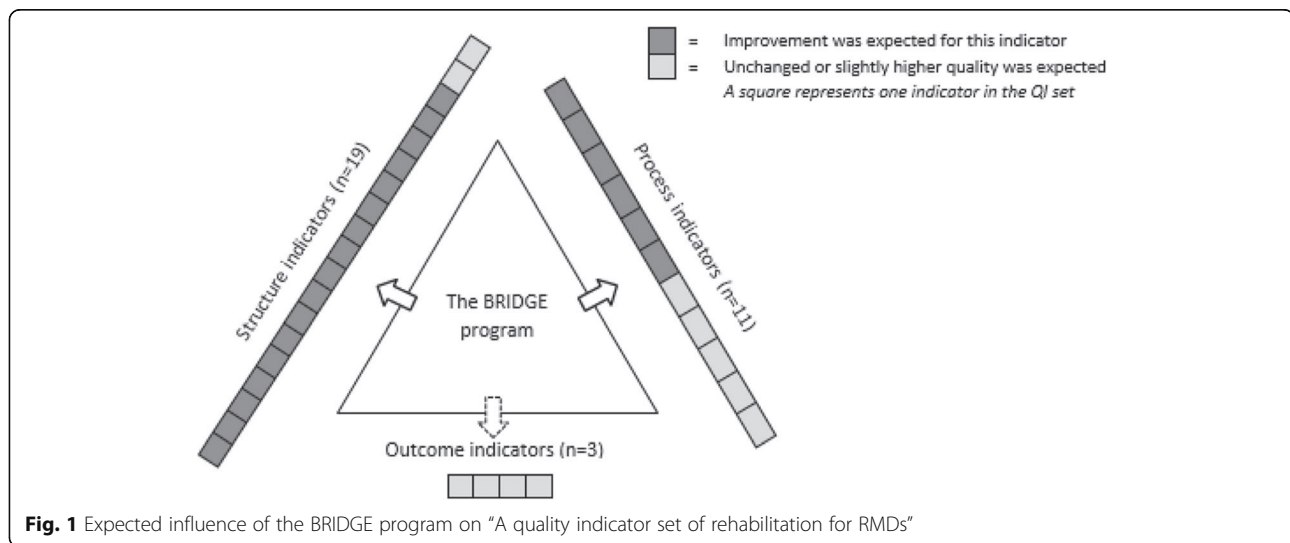 = Improvement was expected for this indicator
= Unchanged or slightly higher quality was expected
A square represents one indicator in the QI set
Structure indicators (n=19)
Process indicators (n=11)
The BRIDGE
program
Outcome indicators (n=3)
Fig. 1 Expected influence of the BRIDGE program on “A quality indicator set of rehabilitation for RMDs”